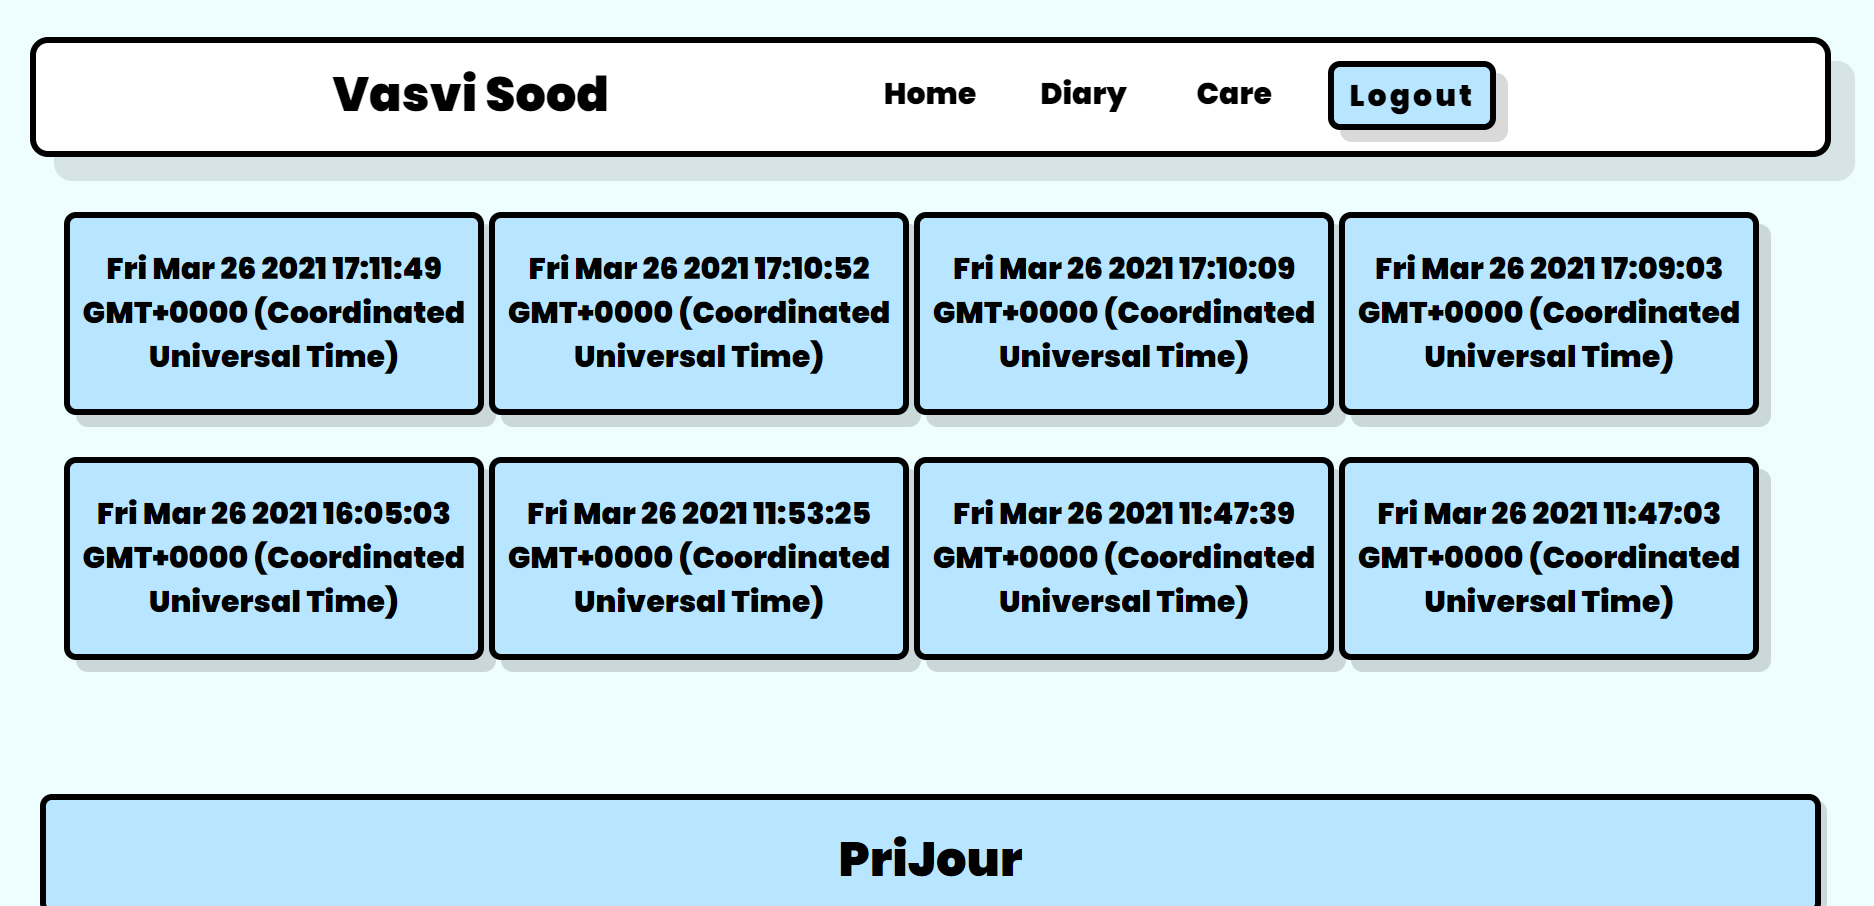 Vasvi Sood
Home
Diary
Care
Logout
Fri Mar 26 2021 17:11:49
GMT+0000 (Coordinated
Universal Time)
Fri Mar 26 2021 17:10:52
GMT+0000 (Coordinated
Universal Time)
Fri Mar 26 2021 17:10:09
GMT+0000 (Coordinated
Universal Time)
Fri Mar 26 2021 17:09:03
GMT+0000 (Coordinated
Universal Time)
Fri Mar 26 2021 16:05:03
GMT+0000 (Coordinated
Universal Time)
Fri Mar 26 2021 11:53:25
GMT+0000 (Coordinated
Universal Time)
Fri Mar 26 2021 11:47:39
GMT+0000 (Coordinated
Universal Time)
Fri Mar 26 2021 11:47:03
GMT+0000 (Coordinated
Universal Time)
PriJour